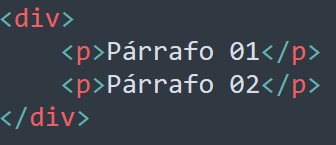 <div>
    <p>Párrafo 01</p>
    <p>Párrafo 02</p>
</div>